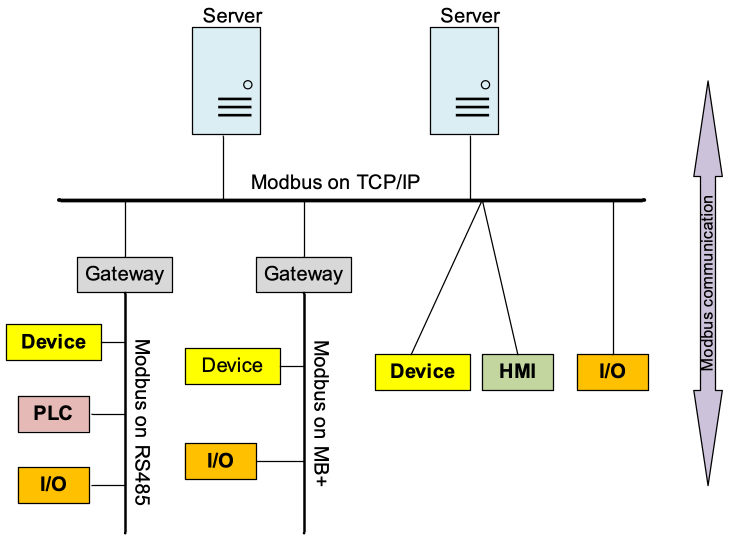 Server
Server
Modbus on TCP/IP
Gateway
Gateway
Device
PLC
I/O
Modbus on RS485
Device
I/O
Modbus on MB+
Device
HMI
I/O
Modbus communication